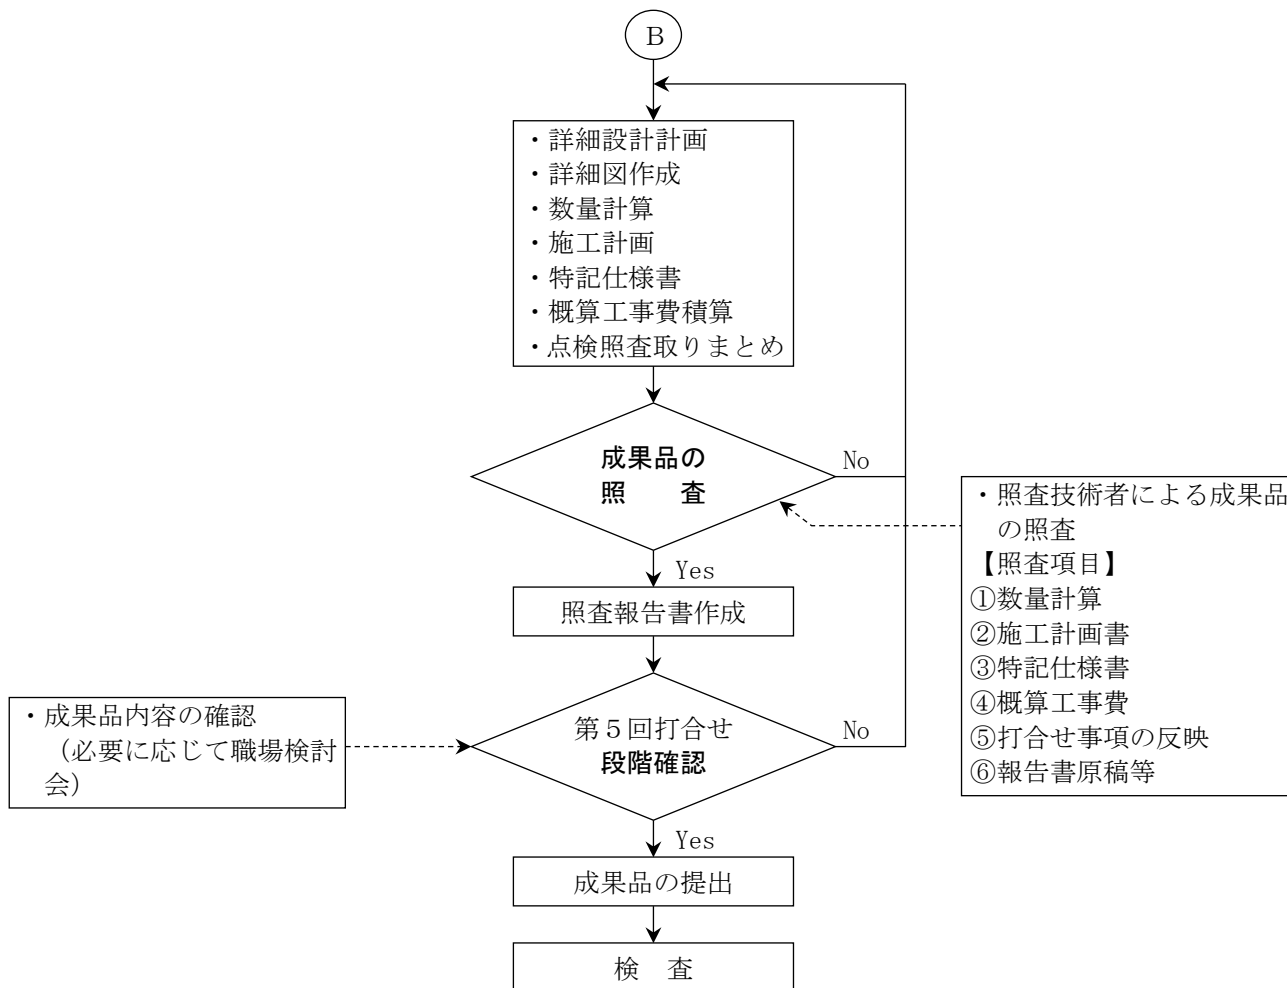 B
・詳細設計計画
・詳細図作成
・数量計算
・施工計画
・特記仕様書
・概算工事費積算
・点検照査取りまとめ
成果品の
照　　査
No
・照査技術者による成果品
の照査
【照査項目】
①数量計算
②施工計画書
③特記仕様書
④概算工事費
⑤打合せ事項の反映
⑥報告書原稿等
Yes
照査報告書作成
・成果品内容の確認
（必要に応じて職場検討
会）
第５回打合せ
段階確認
No
Yes
成果品の提出
検　査